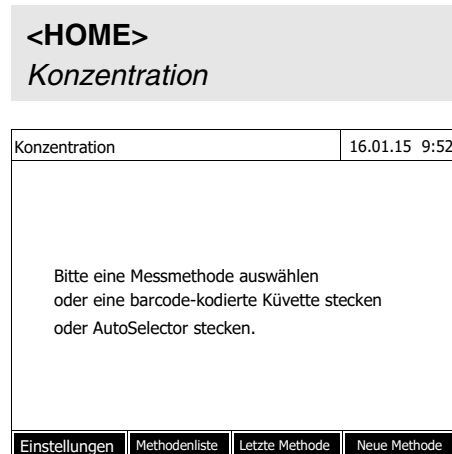 <HOME>
Konzentration
Konzentration 16.01.15 9:52
Bitte eine Messmethode auswählen
oder eine barcode-kodierte Küvette stecken
oder AutoSelector stecken.
Einstellungen Methodenliste Letzte Methode Neue Methode